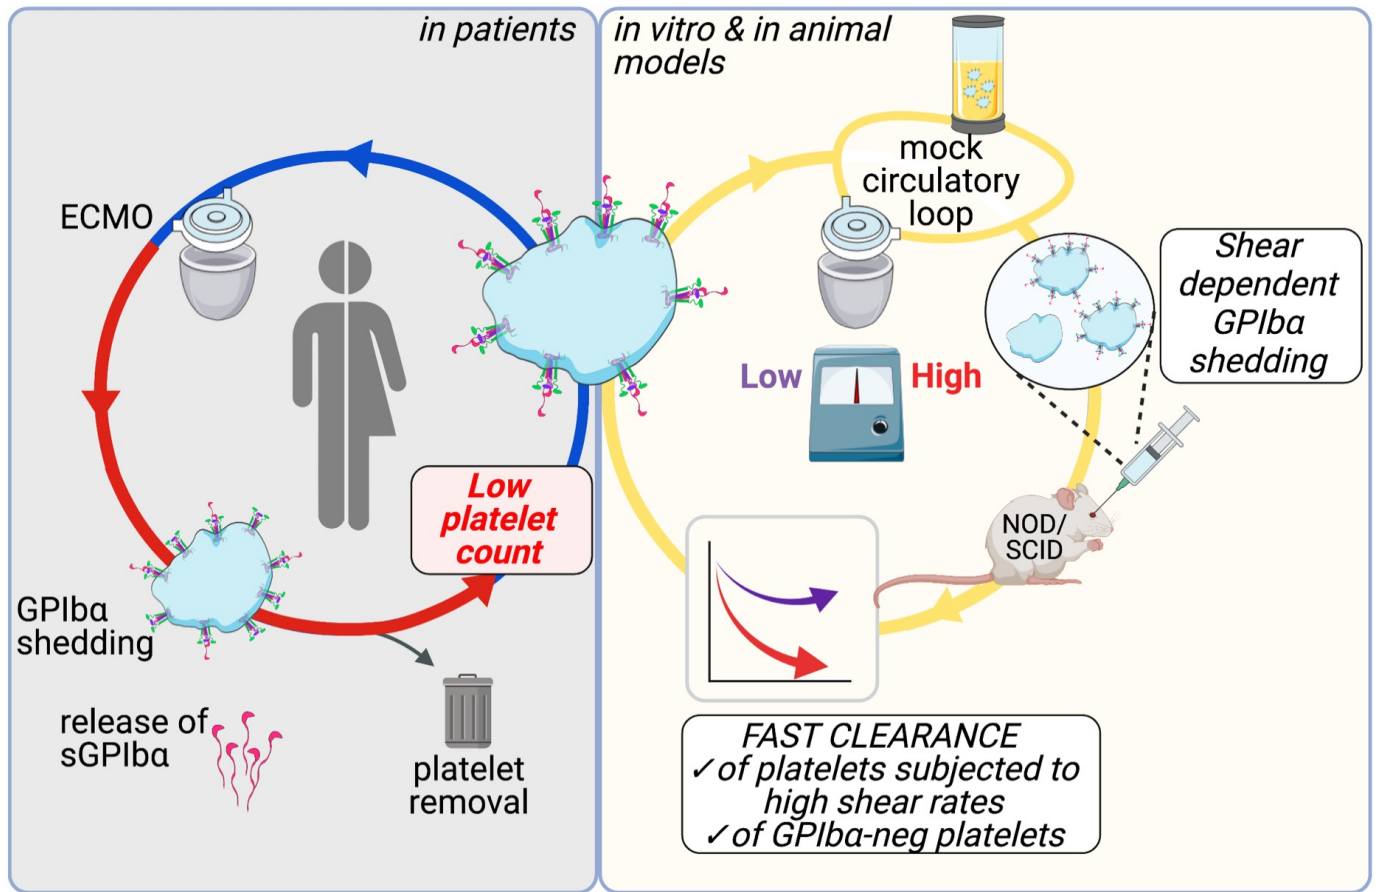 in patients
ECMO
Low
platelet
count
GPIbα
shedding
release of
sGPIbα
platelet
removal
in vitro & in animal
models
mock
circulatory
loop
Shear
dependent
GPIbα
shedding
Low
High
NOD/
SCID
FAST CLEARANCE
✓of platelets subjected to
high shear rates
✓of GPIbα-neg platelets